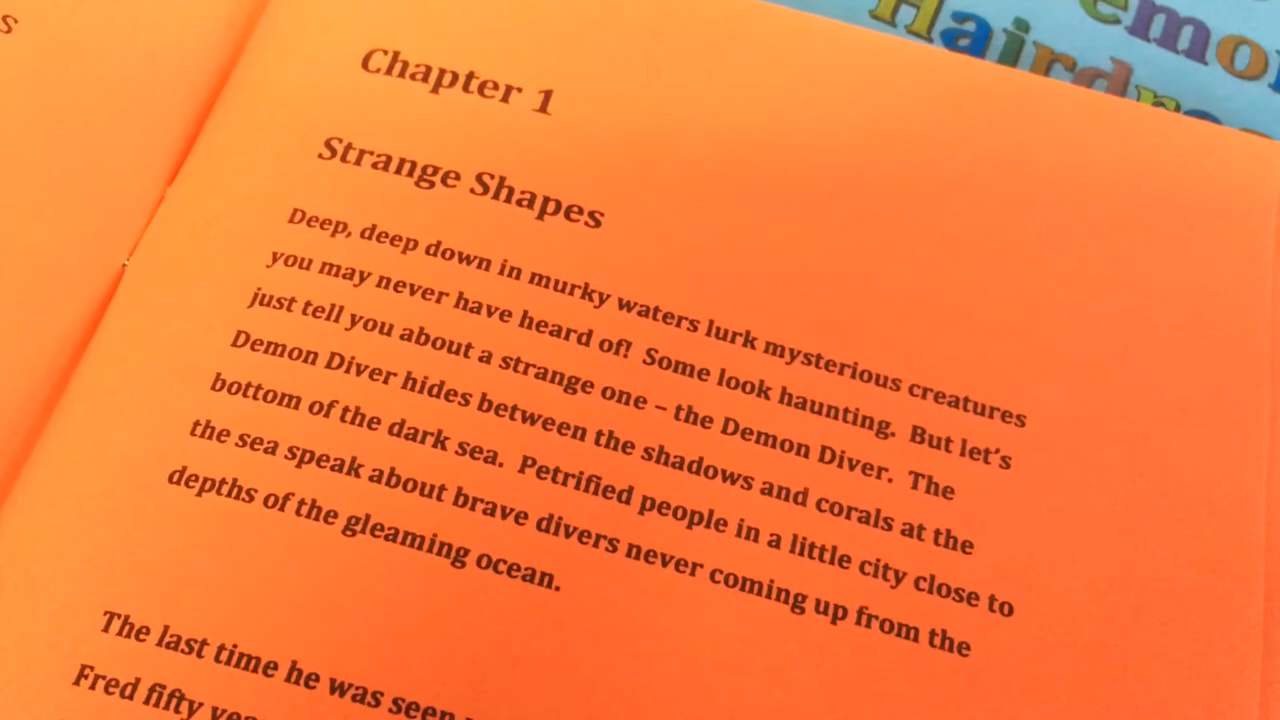 s
Hair
Chapter 1
Strange Shapes
Deep, deep down in murky waters lurk mysterious creatures
you may never have heard of!  Some look haunting.  But let's
just tell you about a strange one – the Demon Diver.  The
Demon Diver hides between the shadows and corals at the
bottom of the dark sea.  Petrified people in a little city close to
the sea speak about brave divers never coming up from the
depths of the gleaming ocean.
The last time he was seen
Fred fifty